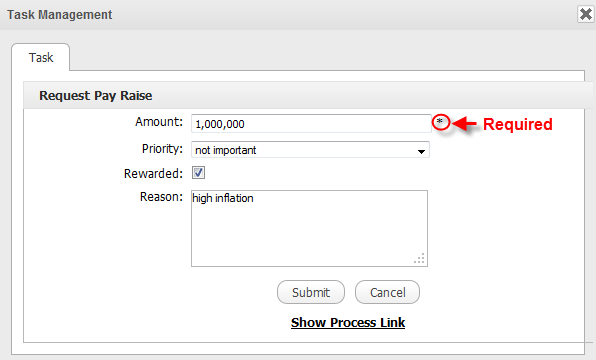 Task Management
Task
Request Pay Raise
Amount: 1,000,000 * Required
Priority: not important
Rewarded:
Reason: high inflation
Submit Cancel
Show Process Link